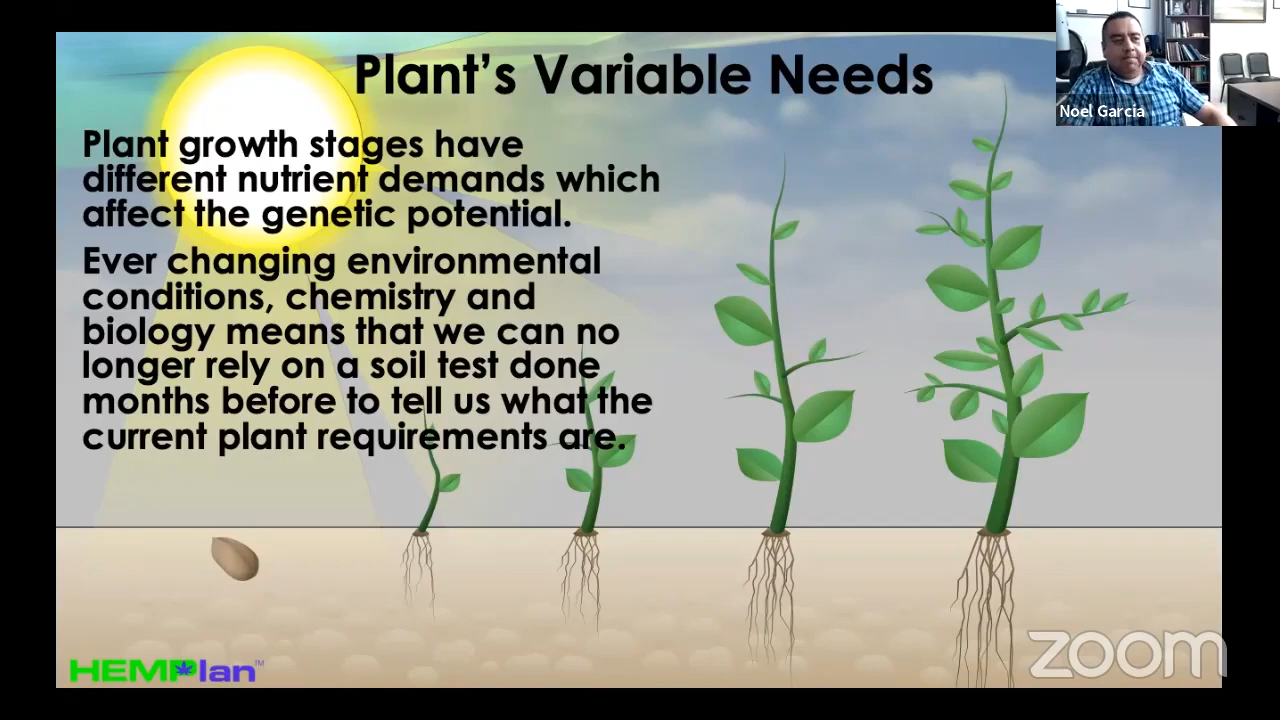 Plant's Variable Needs
Noel Garcia
Plant growth stages have
different nutrient demands which
affect the genetic potential.
Ever changing environmental
conditions, chemistry and
biology means that we can no
longer rely on a soil test done
months before to tell us what the
current plant requirements are.
HEMPlan™
zoom